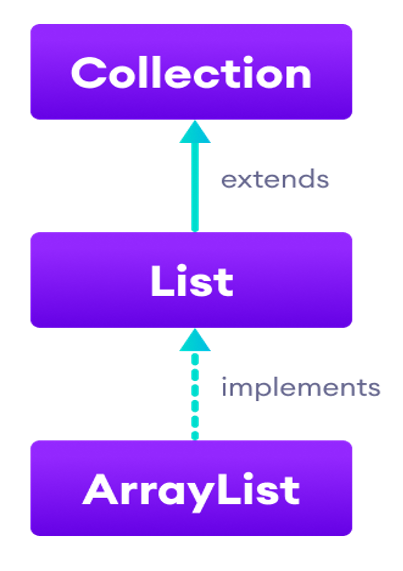 Collection
extends
List
implements
ArrayList